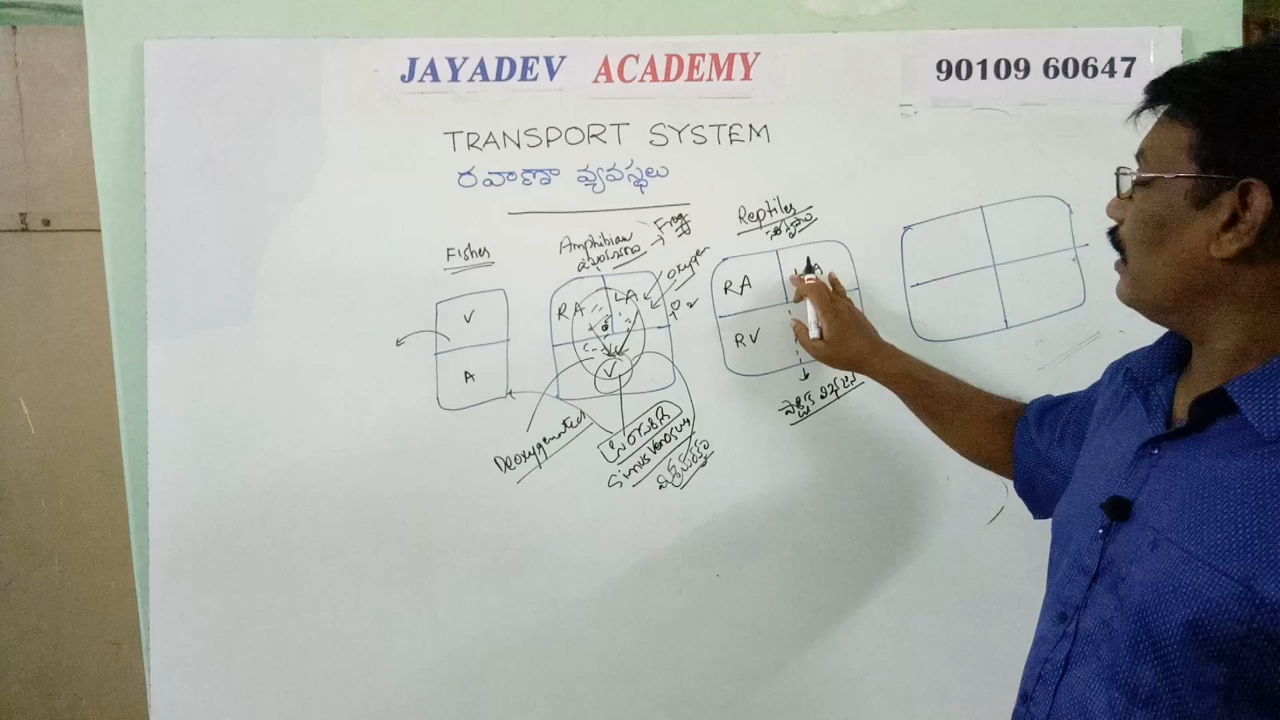 JAYADEV ACADEMY
90109 60647
TRANSPORT SYSTEM
రవాణా వ్యవస్థలు
Fishes
V
A
Amphibian
→ Frog
RA
LA
oxygen
V
Deoxygenated
Sinus venosus
Reptiles
RA
RV